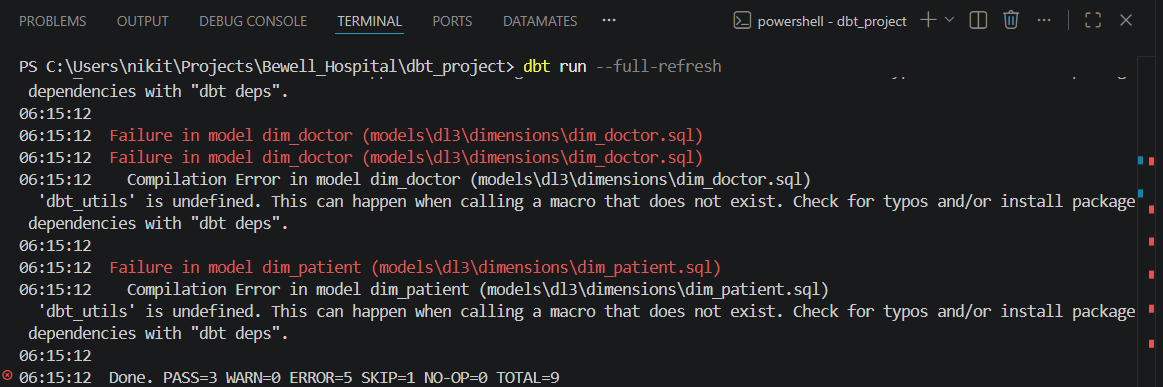 PROBLEMS OUTPUT DEBUG CONSOLE TERMINAL PORTS DATAMATES ... powershell - dbt_project
PS C:\Users\nikit\Projects\Bewell_Hospital\dbt_project> dbt run --full-refresh
dependencies with "dbt deps".
06:15:12
06:15:12 Failure in model dim_doctor (models\dl3\dimensions\dim_doctor.sql)
06:15:12 Failure in model dim_doctor (models\dl3\dimensions\dim_doctor.sql)
06:15:12 Compilation Error in model dim_doctor (models\dl3\dimensions\dim_doctor.sql)
'dbt_utils' is undefined. This can happen when calling a macro that does not exist. Check for typos and/or install package
dependencies with "dbt deps".
06:15:12
06:15:12 Failure in model dim_patient (models\dl3\dimensions\dim_patient.sql)
06:15:12 Compilation Error in model dim_patient (models\dl3\dimensions\dim_patient.sql)
'dbt_utils' is undefined. This can happen when calling a macro that does not exist. Check for typos and/or install package
dependencies with "dbt deps".
06:15:12
06:15:12 Done. PASS=3 WARN=0 ERROR=5 SKIP=1 NO-OP=0 TOTAL=9